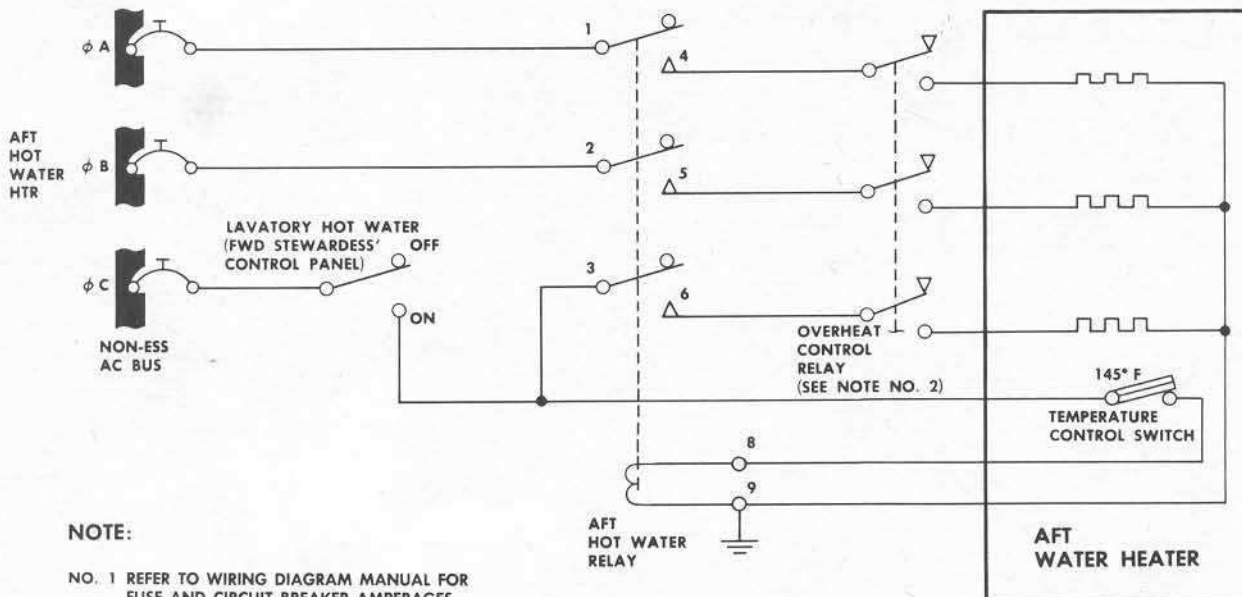 AFT
HOT
WATER
HTR
φ A
φ B
φ C
NON-ESS
AC BUS
LAVATORY HOT WATER
(FWD STEWARDESS'
CONTROL PANEL)
OFF
ON
1
2
3
4
5
6
OVERHEAT
CONTROL
RELAY
(SEE NOTE NO. 2)
145° F
TEMPERATURE
CONTROL SWITCH
8
9
AFT
HOT WATER
RELAY
AFT
WATER HEATER
NOTE:
NO. 1 REFER TO WIRING DIAGRAM MANUAL FOR
FUSE AND CIRCUIT BREAKER AMPERAGES